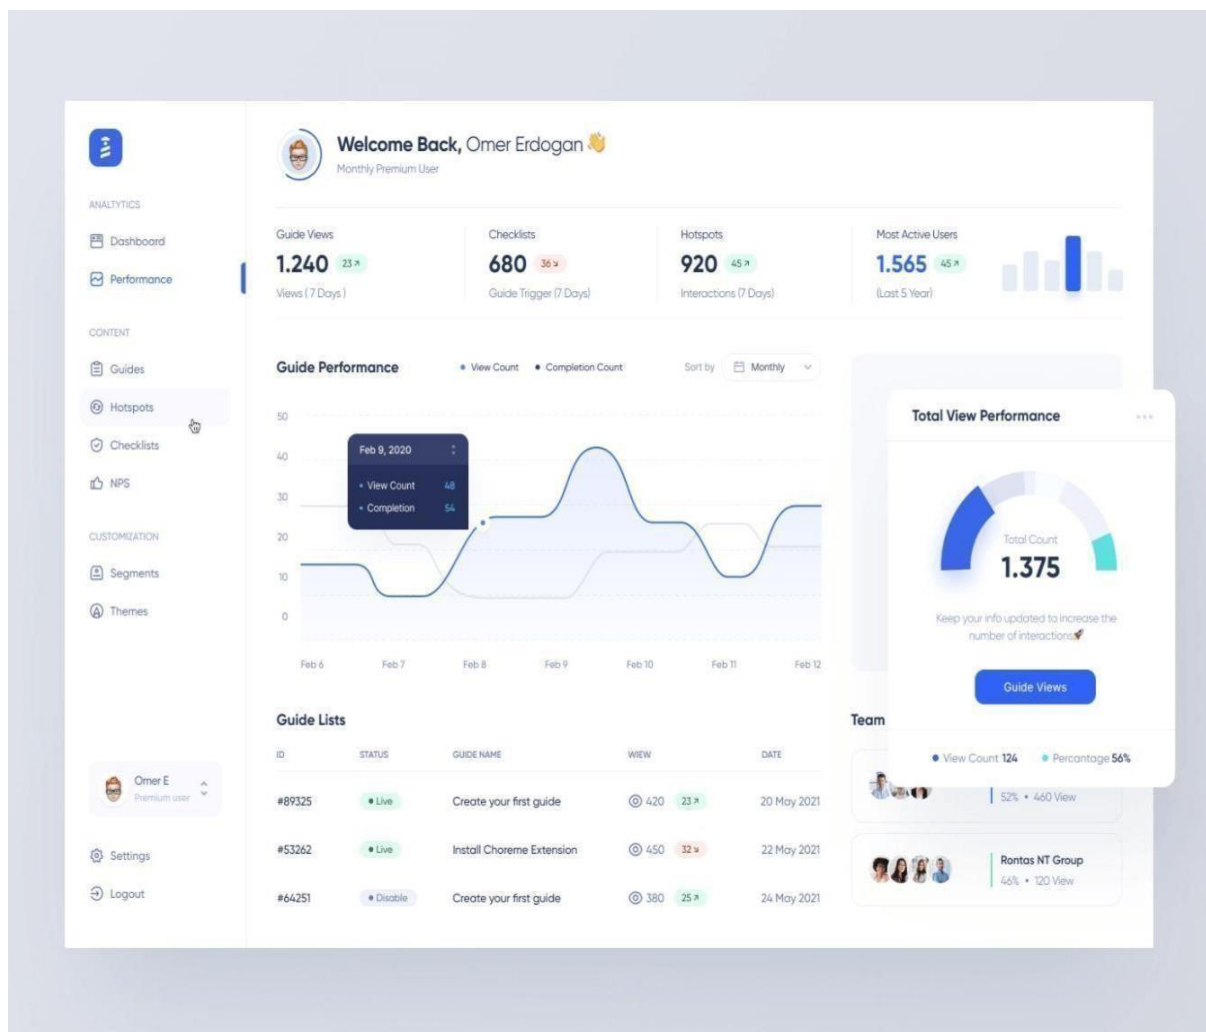 Welcome Back, Omer Erdogan 👋
Monthly Premium User
ANALTYTICS
Dashboard
Performance
CONTENT
Guides
Hotspots
Checklists
NPS
CUSTOMIZATION
Segments
Themes
Omer E
Premium user
Settings
Logout
Guide Views
1.240 23
Views ( 7 Days )
Checklists
680 36
Guide Trigger (7 Days)
Hotspots
920 45
Interactions (7 Days)
Most Active Users
1.565 45
(Last 5 Year)
Guide Performance
View Count Completion Count
Sort by Monthly
50
40
30
20
10
0
Feb 9, 2020
View Count 48
Completion 54
Feb 6 Feb 7 Feb 8 Feb 9 Feb 10 Feb 11 Feb 12
Total View Performance
Total Count
1.375
Keep your info updated to increase the
number of interactions🚀
Guide Views
View Count 124 Percantage 56%
Guide Lists
ID STATUS GUIDE NAME WIEW DATE
#89325 Live Create your first guide 420 23 20 May 2021
#53262 Live Install Choreme Extension 450 32 22 May 2021
#64251 Disable Create your first guide 380 25 24 May 2021
Team
52% • 460 View
Rontas NT Group
46% • 120 View